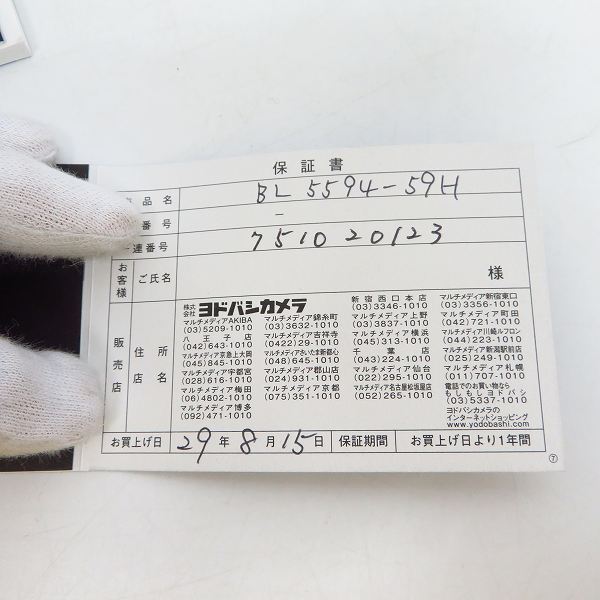 保証書
品名 BL 5594-59H
番号 -
連番号 7510 20123
お客様 ご氏名 様
販売店 住所 店名
株式会社 ヨドバシカメラ
マルチメディアAKIBA
(03)5209-1010
八王子店
(042)643-1010
マルチメディア京急上大岡
(045)845-1010
マルチメディア宇都宮
(028)616-1010
マルチメディア梅田
(06)4802-1010
マルチメディア博多
(092)471-1010
マルチメディア錦糸町
(03)3632-1010
マルチメディア吉祥寺
(0422)29-1010
マルチメディアさいたま新都心
(048)645-1010
マルチメディア郡山店
(024)931-1010
マルチメディア京都
(075)351-1010
新宿西口本店
(03)3346-1010
マルチメディア上野
(03)3837-1010
マルチメディア横浜
(045)313-1010
千葉店
(043)224-1010
マルチメディア仙台
(022)295-1010
マルチメディア名古屋松坂屋店
(052)265-1010
マルチメディア新宿東口
(03)3356-1010
マルチメディア町田
(042)721-1010
マルチメディア川崎ルフロン
(044)223-1010
マルチメディア新潟駅前店
(025)249-1010
マルチメディア札幌
(011)707-1010
電話でのお買い物なら
もしもしヨドバシ
(03)5337-1010
ヨドバシカメラの
インターネットショッピング
www.yodobashi.com
お買上げ日 29年8月15日 保証期間 お買上げ日より1年間
⑦